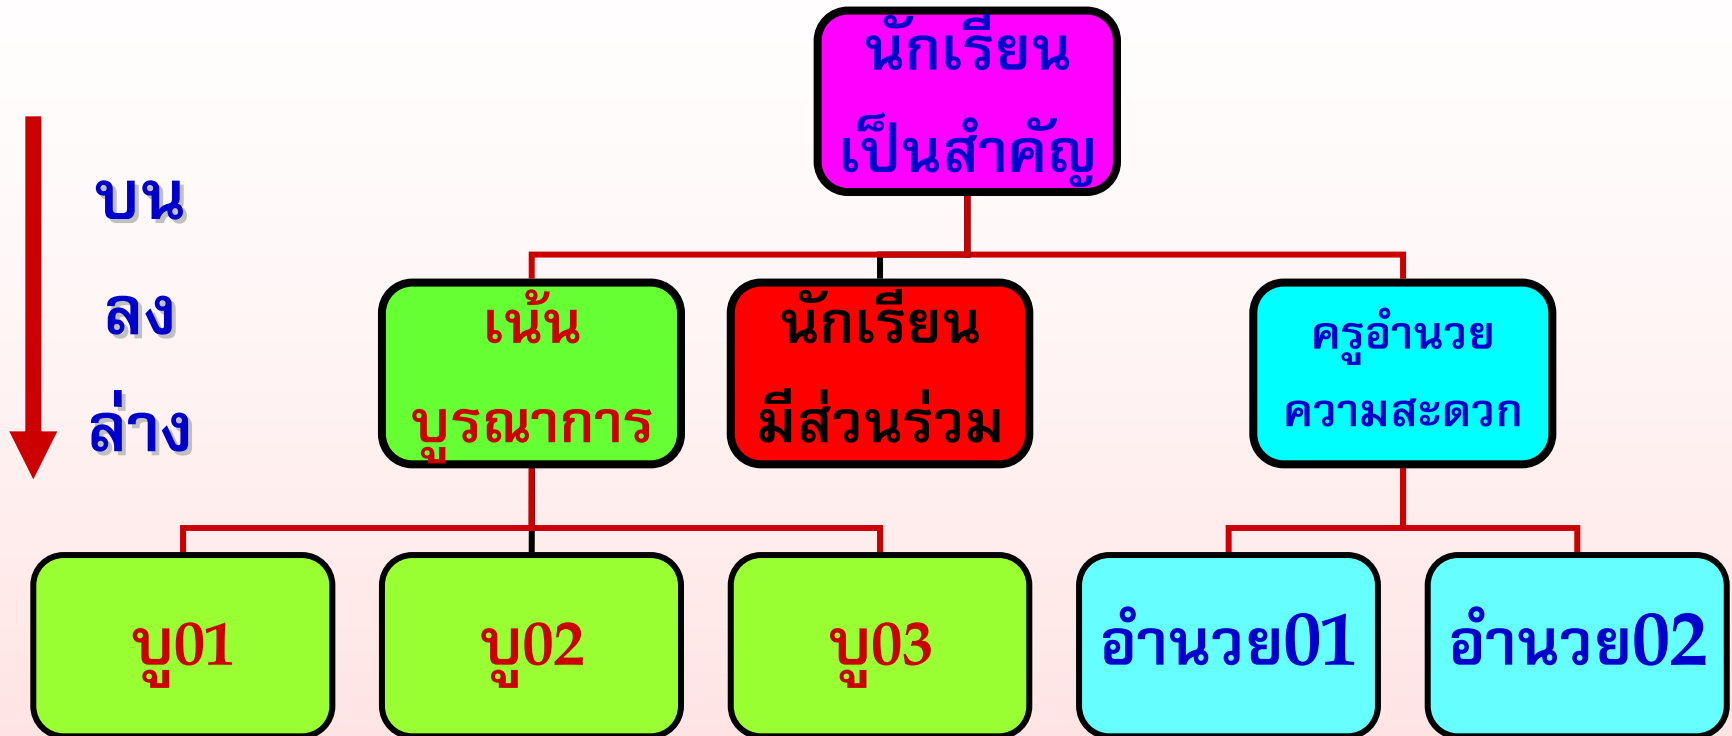 นักเรียน
เป็นสำคัญ
บน
ลง
ล่าง
เน้น
บูรณาการ
นักเรียน
มีส่วนร่วม
ครูอำนวย
ความสะดวก
บู01
บู02
บู03
อำนวย01
อำนวย02